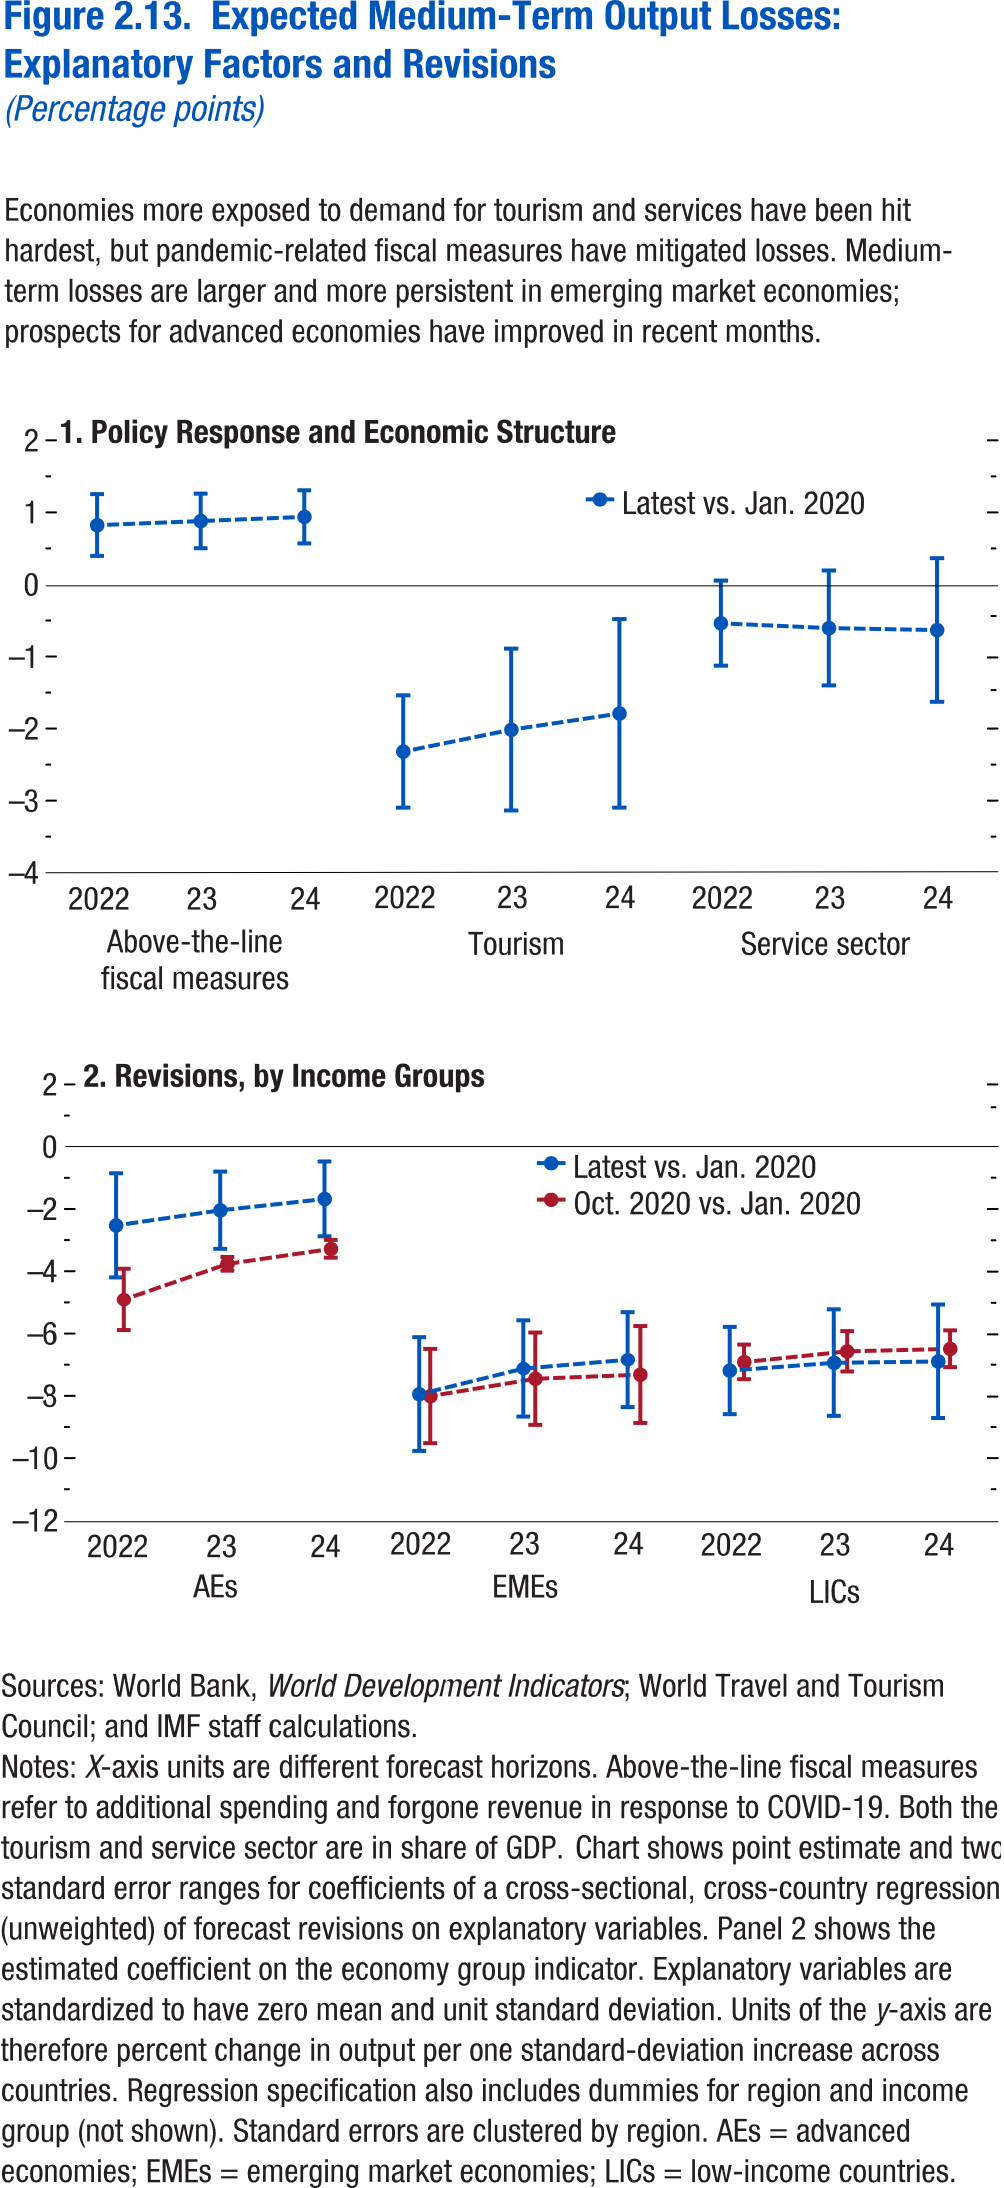 Figure 2.13.  Expected Medium-Term Output Losses:
Explanatory Factors and Revisions
(Percentage points)
Economies more exposed to demand for tourism and services have been hit
hardest, but pandemic-related fiscal measures have mitigated losses. Medium-
term losses are larger and more persistent in emerging market economies;
prospects for advanced economies have improved in recent months.
1. Policy Response and Economic Structure
Latest vs. Jan. 2020
2
1
0
–1
–2
–3
–4
2022 23 24 2022 23 24 2022 23 24
Above-the-line
fiscal measures
Tourism
Service sector
2. Revisions, by Income Groups
Latest vs. Jan. 2020
Oct. 2020 vs. Jan. 2020
2
0
–2
–4
–6
–8
–10
–12
2022 23 24 2022 23 24 2022 23 24
AEs
EMEs
LICs
Sources: World Bank, World Development Indicators; World Travel and Tourism
Council; and IMF staff calculations.
Notes: X-axis units are different forecast horizons. Above-the-line fiscal measures
refer to additional spending and forgone revenue in response to COVID-19. Both the
tourism and service sector are in share of GDP.  Chart shows point estimate and two
standard error ranges for coefficients of a cross-sectional, cross-country regression
(unweighted) of forecast revisions on explanatory variables. Panel 2 shows the
estimated coefficient on the economy group indicator. Explanatory variables are
standardized to have zero mean and unit standard deviation. Units of the y-axis are
therefore percent change in output per one standard-deviation increase across
countries. Regression specification also includes dummies for region and income
group (not shown). Standard errors are clustered by region. AEs = advanced
economies; EMEs = emerging market economies; LICs = low-income countries.